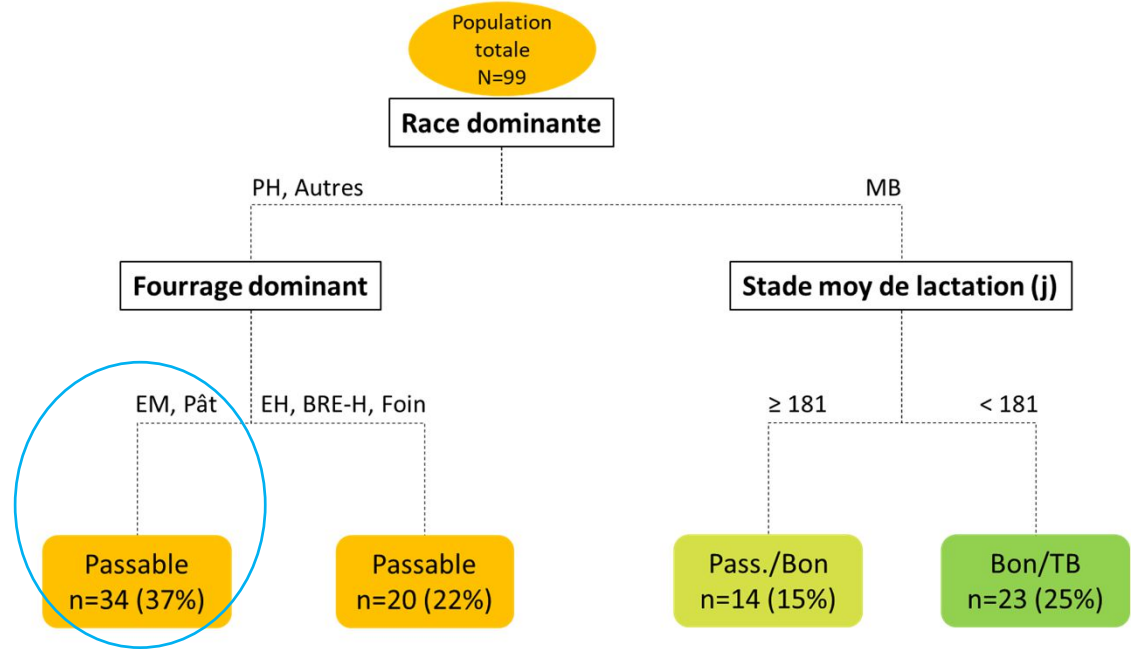 Population
totale
N=99
Race dominante
PH, Autres
MB
Fourrage dominant
Stade moy de lactation (j)
EM, Pât
EH, BRE-H, Foin
≥ 181
< 181
Passable
n=34 (37%)
Passable
n=20 (22%)
Pass./Bon
n=14 (15%)
Bon/TB
n=23 (25%)